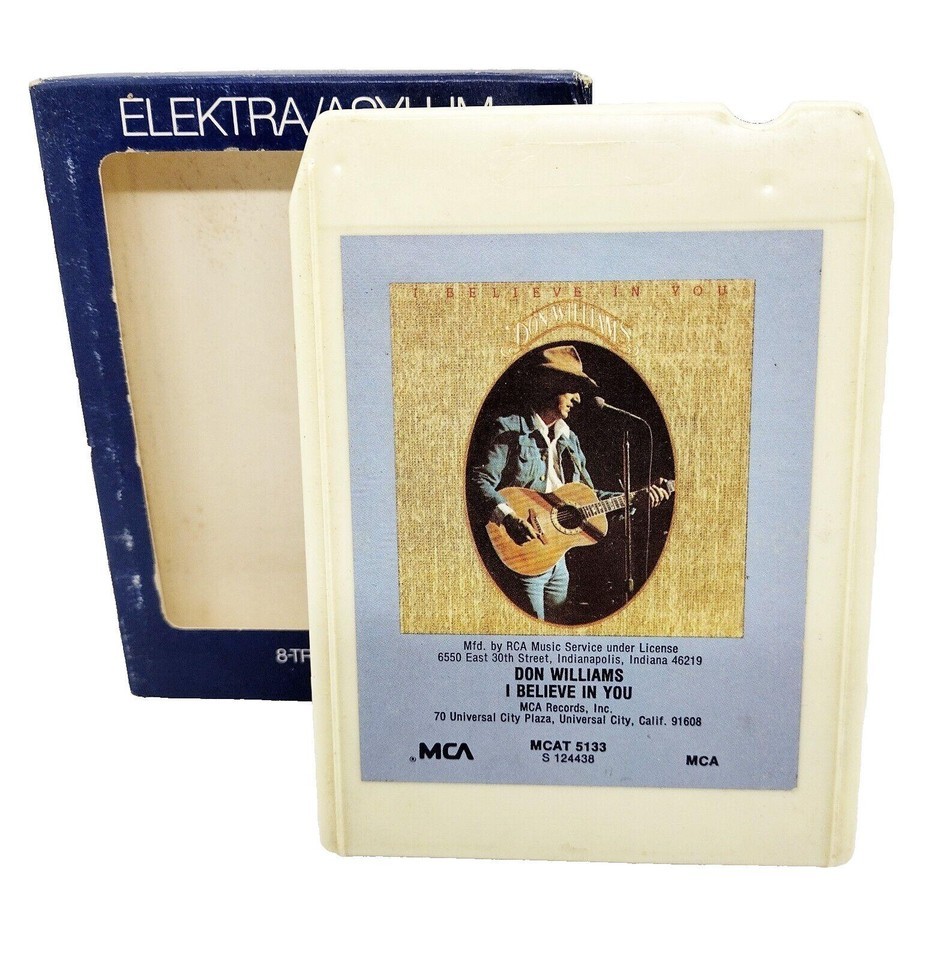 ELEKTRA/ASYLUM
I BELIEVE IN YOU
DON WILLIAMS
Mfd. by RCA Music Service under License
6550 East 30th Street, Indianapolis, Indiana 46219
DON WILLIAMS
I BELIEVE IN YOU
MCA Records, Inc.
70 Universal City Plaza, Universal City, Calif. 91608
® MCA MCAT 5133 MCA
S 124438
8-TR